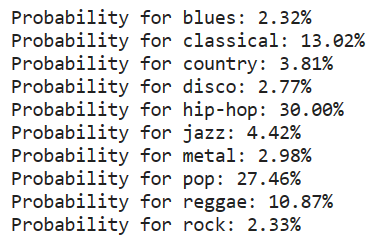 Probability for blues: 2.32%
Probability for classical: 13.02%
Probability for country: 3.81%
Probability for disco: 2.77%
Probability for hip-hop: 30.00%
Probability for jazz: 4.42%
Probability for metal: 2.98%
Probability for pop: 27.46%
Probability for reggae: 10.87%
Probability for rock: 2.33%